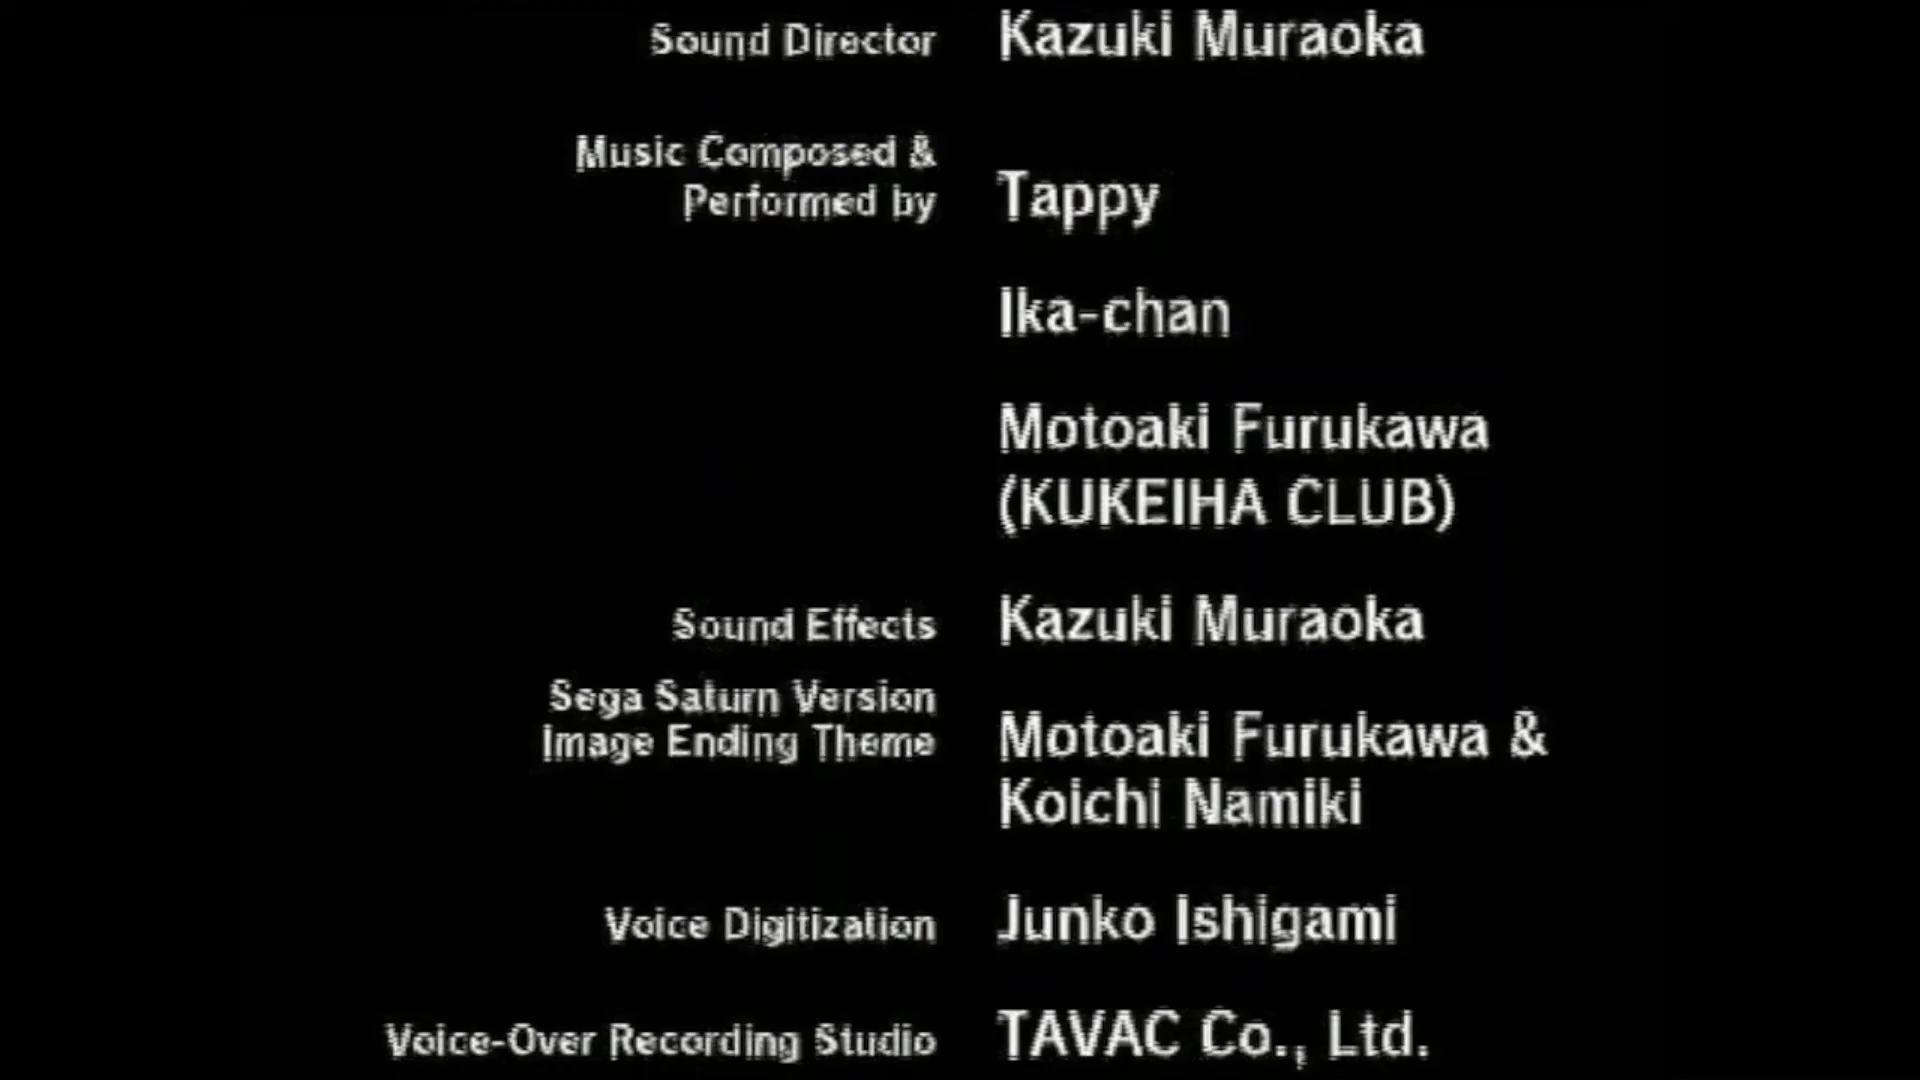 Sound Director Kazuki Muraoka
Music Composed &
Performed by Tappy
Ika-chan
Motoaki Furukawa
(KUKEIHA CLUB)
Sound Effects Kazuki Muraoka
Sega Saturn Version
Image Ending Theme Motoaki Furukawa &
Koichi Namiki
Voice Digitization Junko Ishigami
Voice-Over Recording Studio TAVAC Co., Ltd.